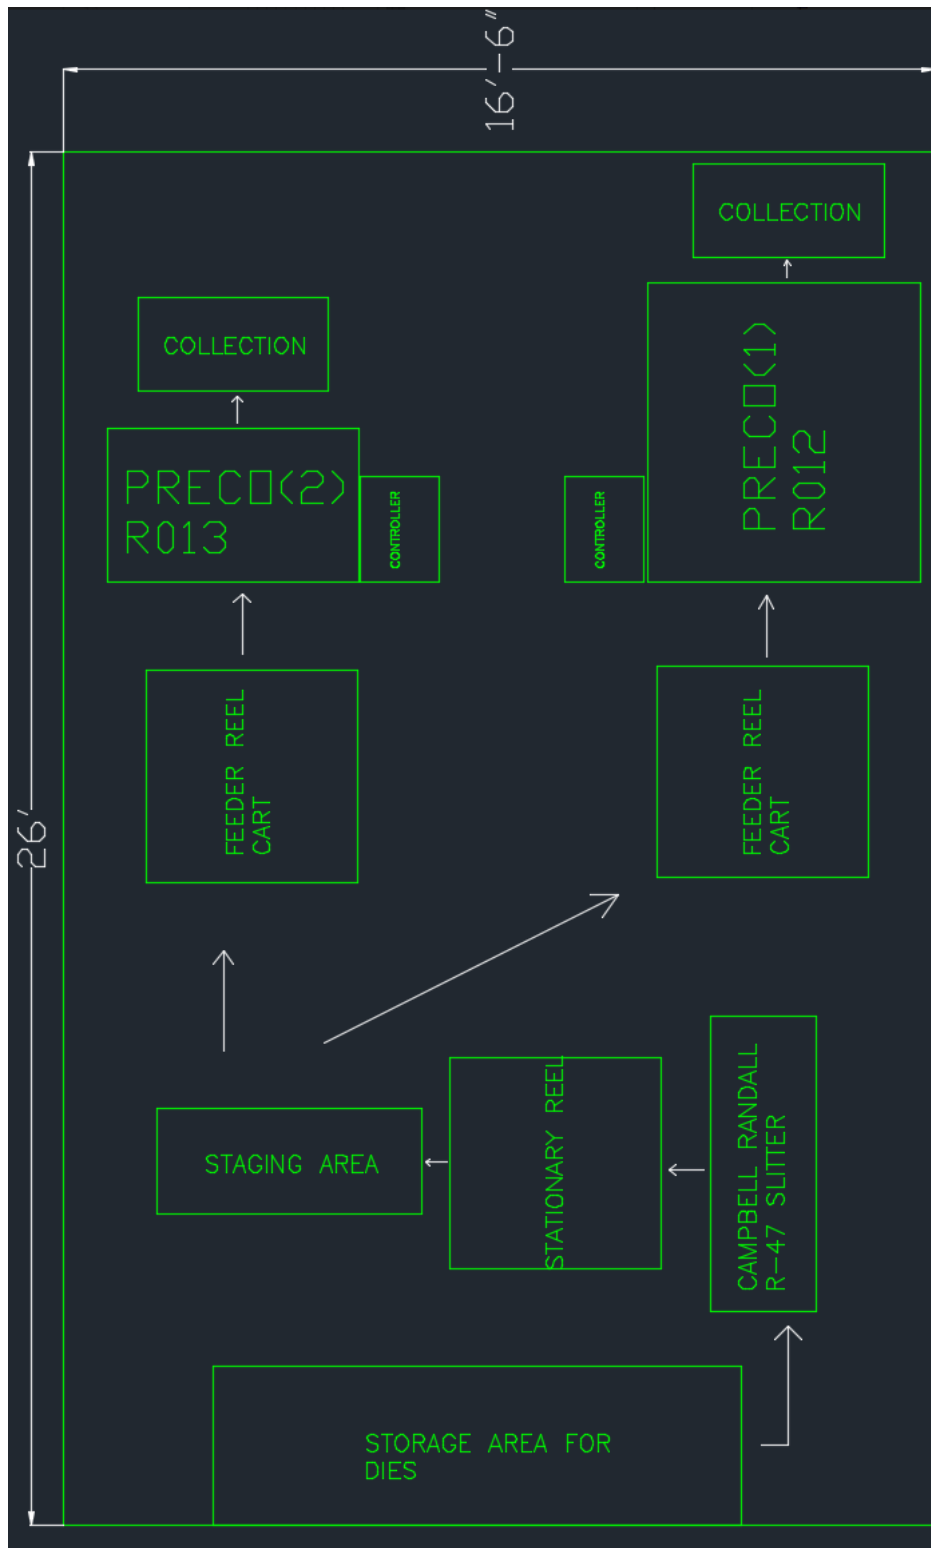 16'-6"
COLLECTION
COLLECTION
PRECO(1)
R012
PRECO(2)
R013
CONTROLLER
CONTROLLER
FEEDER REEL
CART
FEEDER REEL
CART
26'
STAGING AREA
STATIONARY REEL
CAMPBELL RANDALL
R-47 SLITTER
STORAGE AREA FOR
DIES